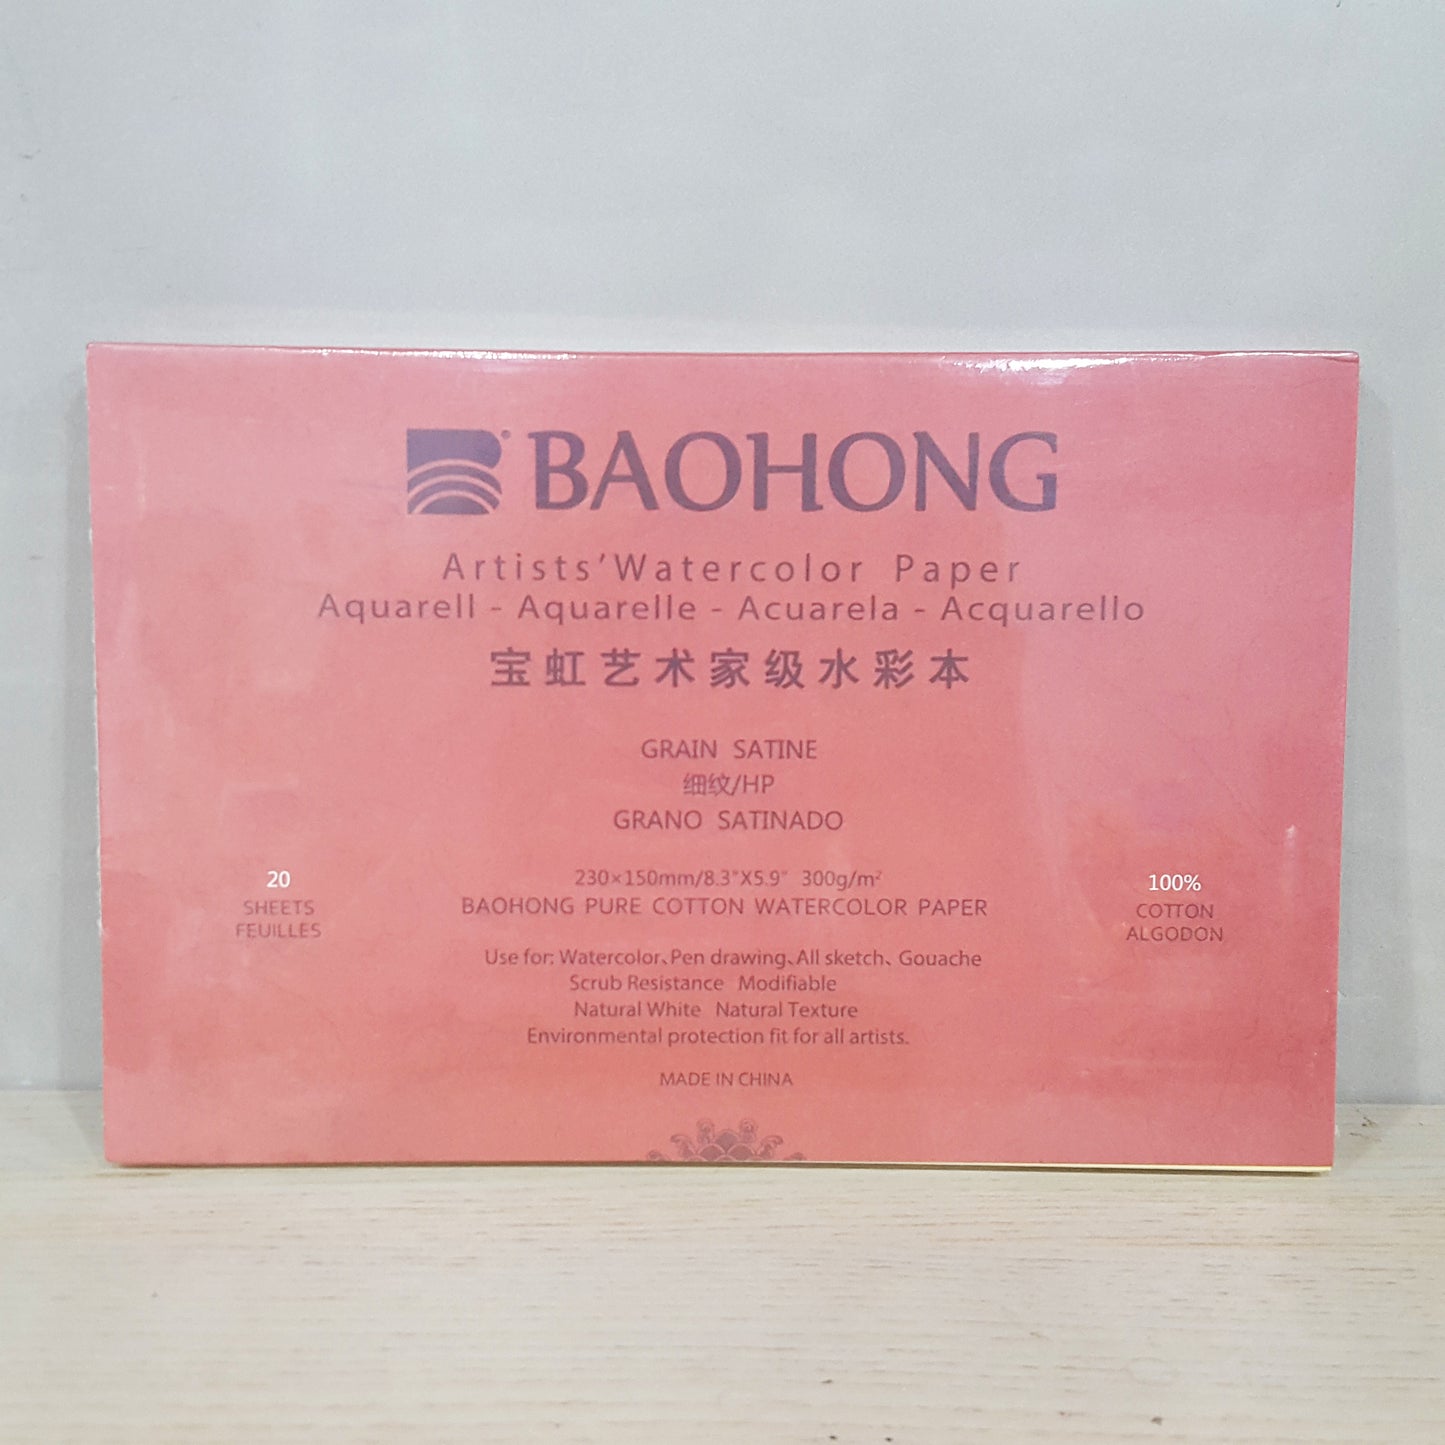 BAOHONG
Artists'Watercolor Paper
Aquarell - Aquarelle - Acuarela - Acquarello
宝虹艺术家级水彩本
GRAIN SATINE
细纹/HP
GRANO SATINADO
20
SHEETS
FEUILLES
230×150mm/8.3"X5.9" 300g/m²
BAOHONG PURE COTTON WATERCOLOR PAPER
100%
COTTON
ALGODON
Use for: Watercolor、Pen drawing、All sketch、Gouache
Scrub Resistance Modifiable
Natural White Natural Texture
Environmental protection fit for all artists.
MADE IN CHINA